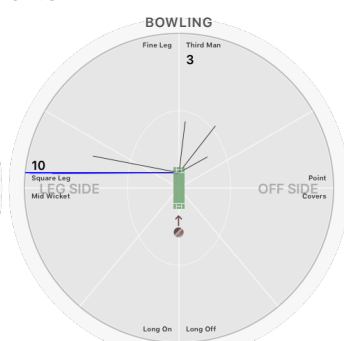 BOWLING
Fine Leg
Third Man
3
10
Square Leg
Point
LEG SIDE
OFF SIDE
Mid Wicket
Covers
Long On
Long Off